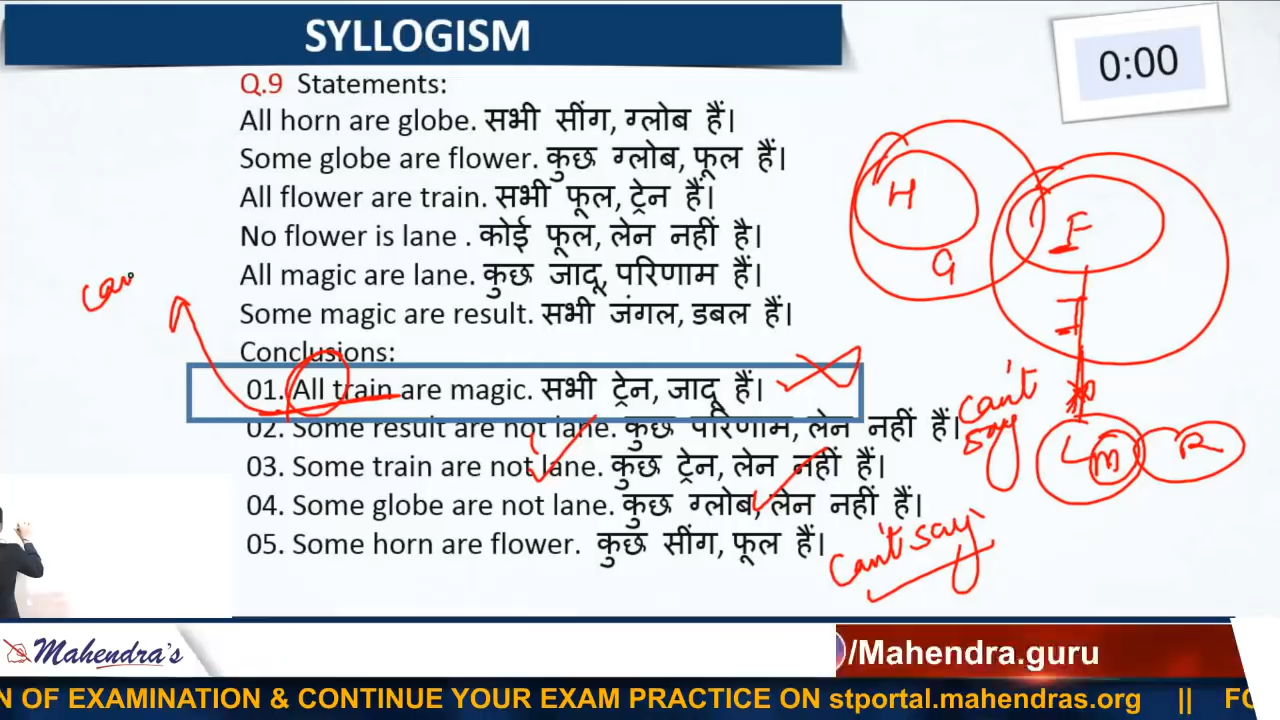 SYLLOGISM
0:00
Q.9 Statements:
All horn are globe. सभी सींग, ग्लोब हैं।
Some globe are flower. कुछ ग्लोब, फूल हैं।
All flower are train. सभी फूल, ट्रेन हैं।
No flower is lane . कोई फूल, लेन नहीं है।
All magic are lane. कुछ जादू, परिणाम हैं।
Some magic are result. सभी जंगल, डबल हैं।
Conclusions:
01. All train are magic. सभी ट्रेन, जादू हैं।
02. Some result are not lane. कुछ परिणाम, लेन नहीं हैं।
03. Some train are not lane. कुछ ट्रेन, लेन नहीं हैं।
04. Some globe are not lane. कुछ ग्लोब, लेन नहीं हैं।
05. Some horn are flower. कुछ सींग, फूल हैं।
H
G
F
can't
say
L
m
R
can't say
Mahendra's
/Mahendra.guru
N OF EXAMINATION & CONTINUE YOUR EXAM PRACTICE ON stportal.mahendras.org || FO